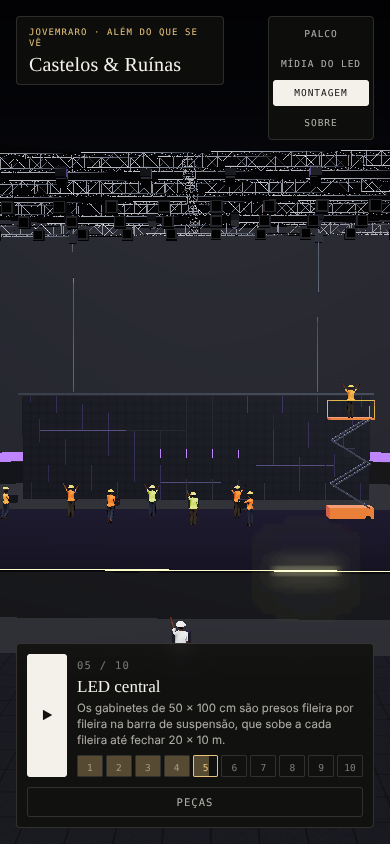 JOVEMRARO · ALÉM DO QUE SE
VÊ
Castelos & Ruínas
PALCO
MÍDIA DO LED
MONTAGEM
SOBRE
05 / 10
LED central
Os gabinetes de 50 × 100 cm são presos fileira por
fileira na barra de suspensão, que sobe a cada
fileira até fechar 20 × 10 m.
1 2 3 4 5 6 7 8 9 10
PEÇAS